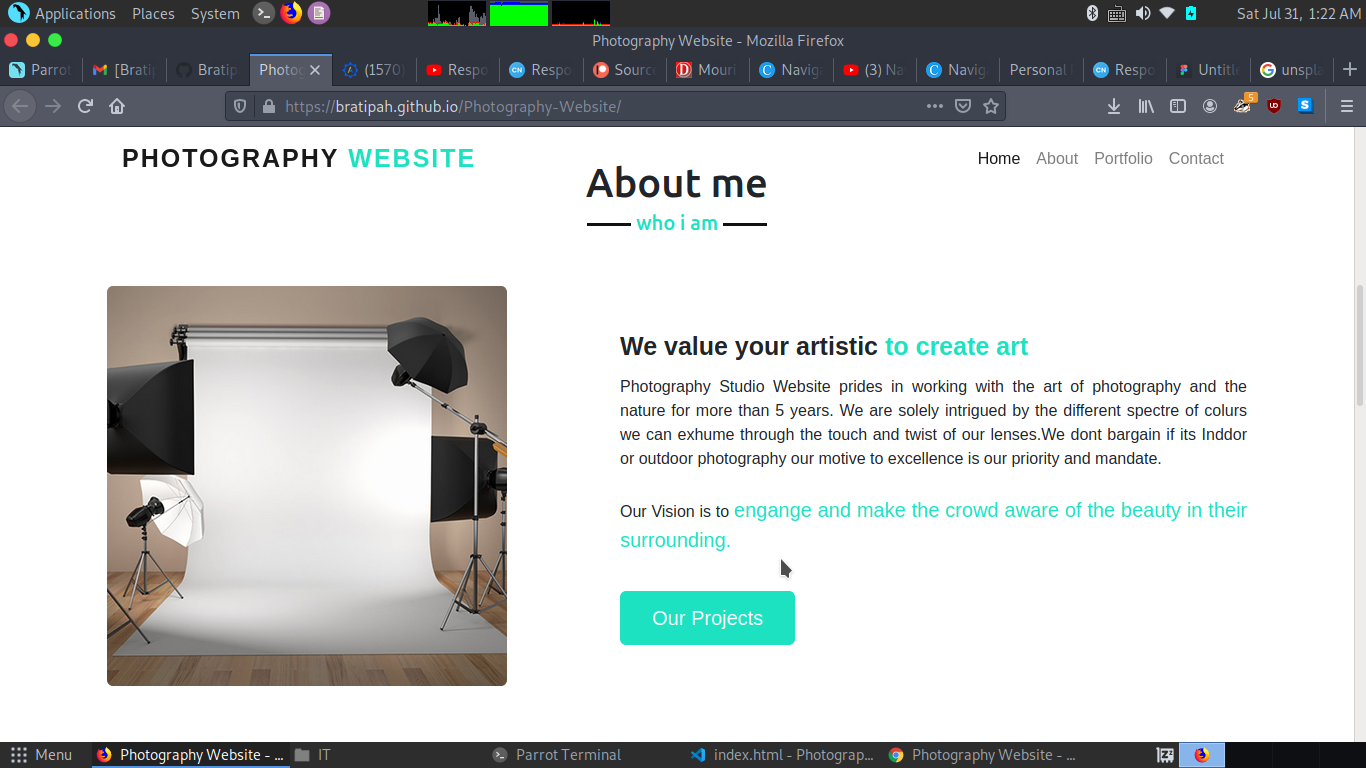 Applications Places System
Sat Jul 31, 1:22 AM
Photography Website - Mozilla Firefox
Parrot
[Bratip
Bratip
Photog
(1570)
Respo
Respo
Source
Mouri
Navig
(3) Na
Navig
Personal
Respo
Untitle
unspla
https://bratipah.github.io/Photography-Website/
5
PHOTOGRAPHY WEBSITE
Home About Portfolio Contact
About me
who i am
We value your artistic to create art
Photography Studio Website prides in working with the art of photography and the
nature for more than 5 years. We are solely intrigued by the different spectre of colurs
we can exhume through the touch and twist of our lenses.We dont bargain if its Inddor
or outdoor photography our motive to excellence is our priority and mandate.
Our Vision is to engange and make the crowd aware of the beauty in their
surrounding.
Our Projects
Menu
Photography Website - ...
IT
Parrot Terminal
index.html - Photograp...
Photography Website - ...